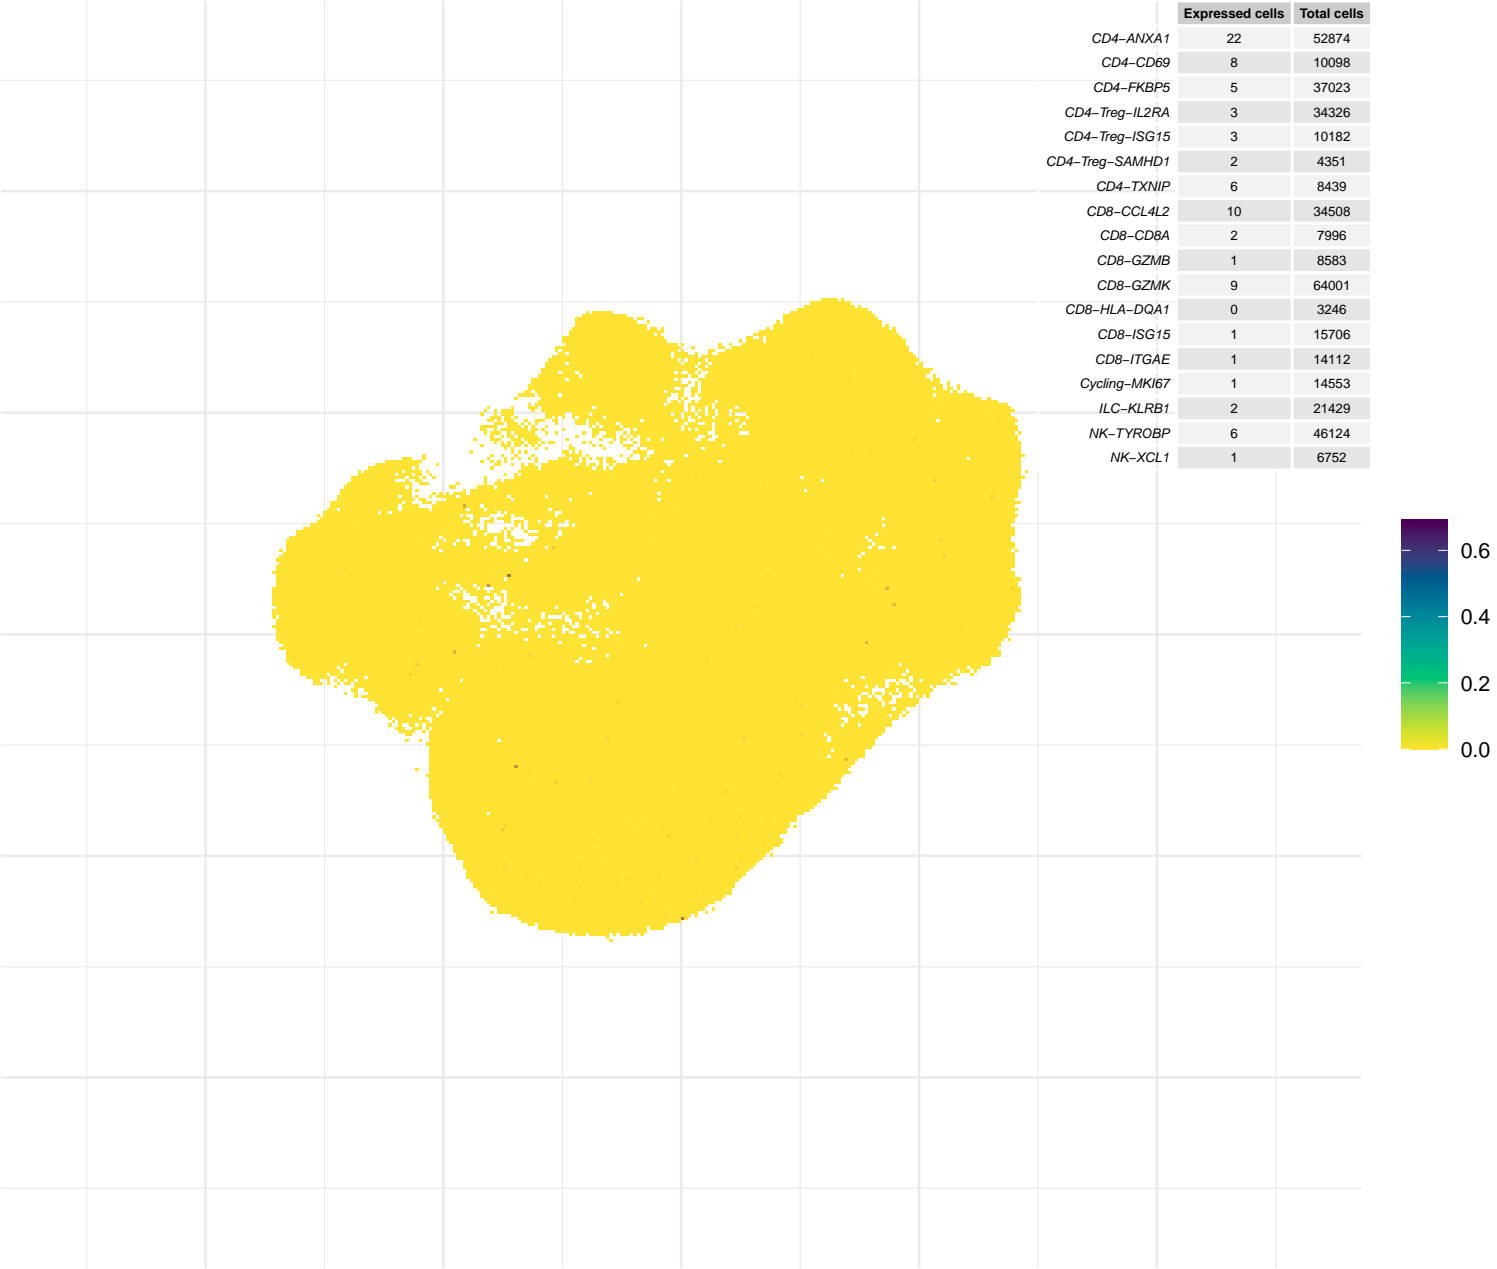 Expressed cells Total cells
CD4−ANXA1 22 52874
CD4−CD69 8 10098
CD4−FKBP5 5 37023
CD4−Treg−IL2RA 3 34326
CD4−Treg−ISG15 3 10182
CD4−Treg−SAMHD1 2 4351
CD4−TXNIP 6 8439
CD8−CCL4L2 10 34508
CD8−CD8A 2 7996
CD8−GZMB 1 8583
CD8−GZMK 9 64001
CD8−HLA−DQA1 0 3246
CD8−ISG15 1 15706
CD8−ITGAE 1 14112
Cycling−MKI67 1 14553
ILC−KLRB1 2 21429
NK−TYROBP 6 46124
NK−XCL1 1 6752
0.6
0.4
0.2
0.0